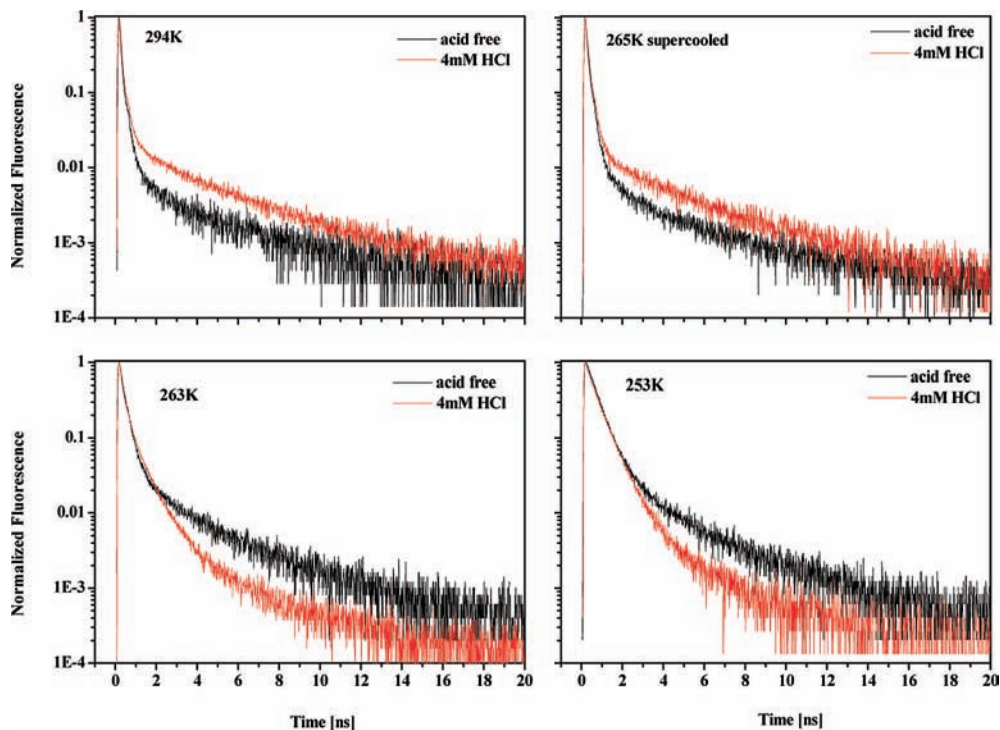 294K
acid free
4mM HCl
265K supercooled
acid free
4mM HCl
Normalized Fluorescence
1
0.1
0.01
1E-3
1E-4
263K
acid free
4mM HCl
253K
acid free
4mM HCl
Normalized Fluorescence
1
0.1
0.01
1E-3
1E-4
0 2 4 6 8 10 12 14 16 18 20
0 2 4 6 8 10 12 14 16 18 20
Time [ns]
Time [ns]